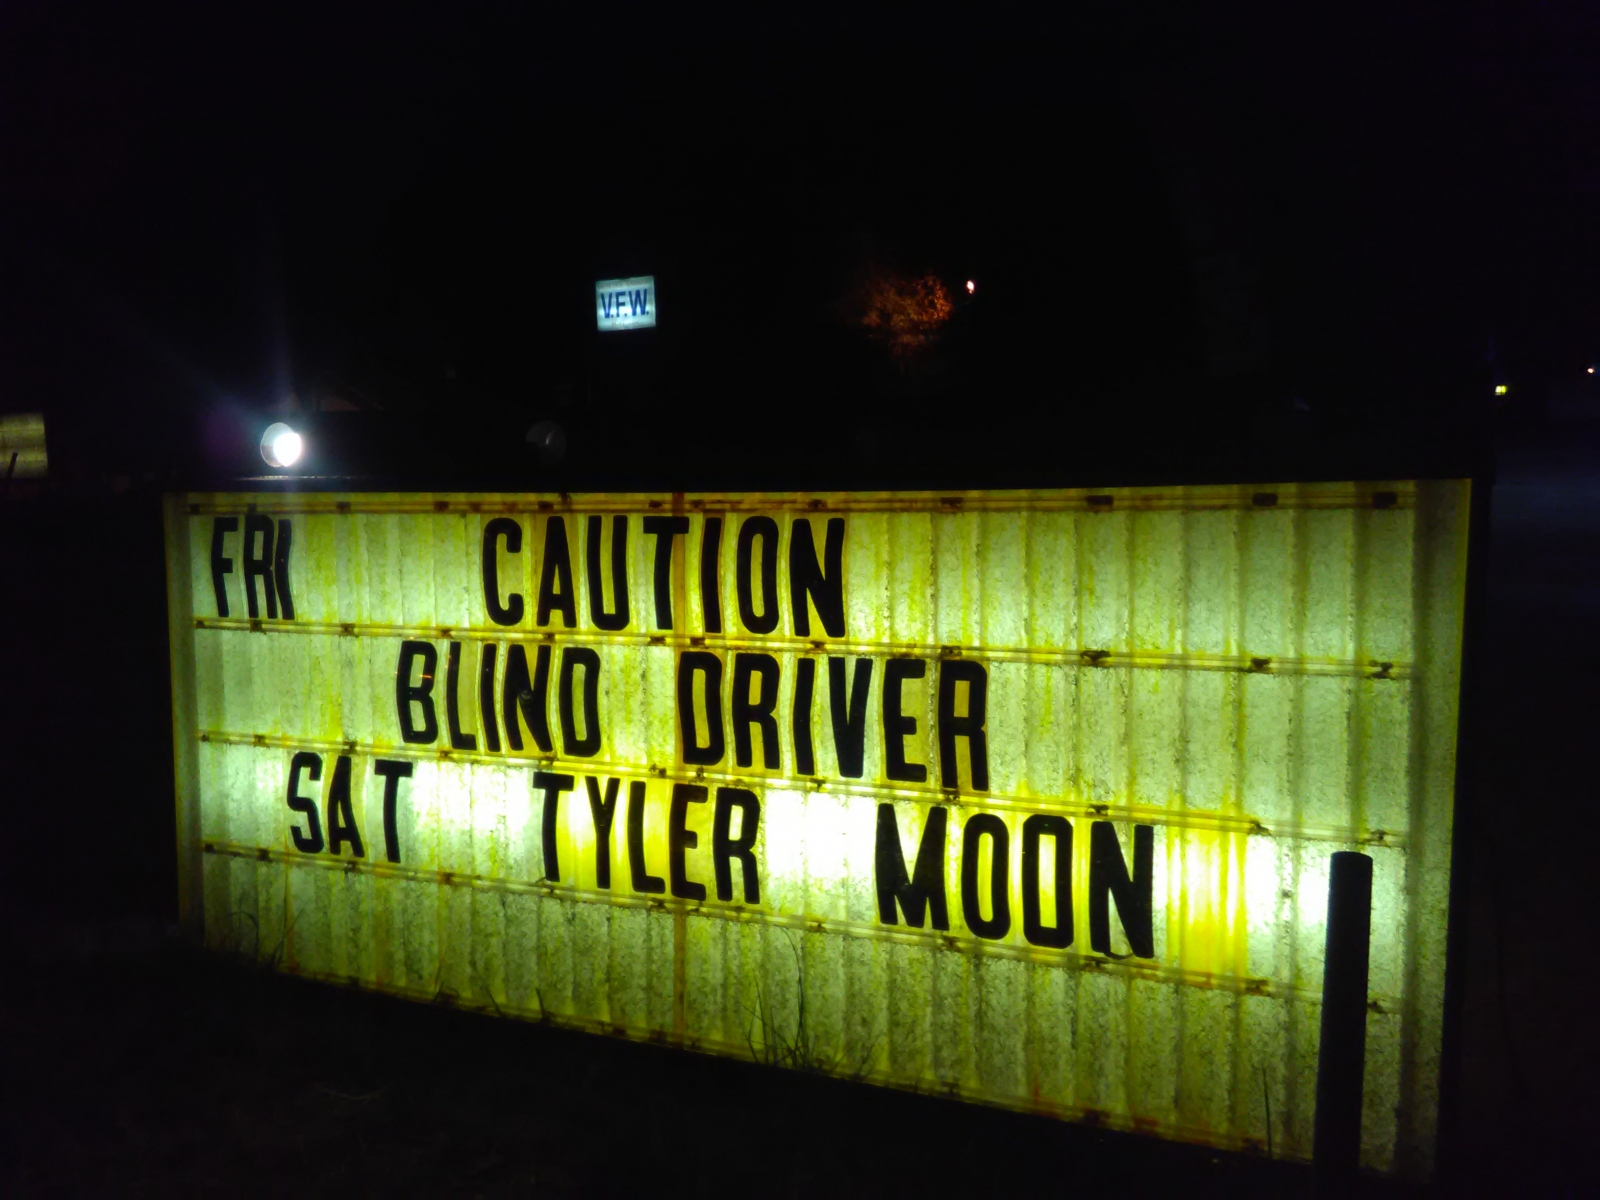 V.F.W.
FRI CAUTION
BLIND DRIVER
SAT TYLER MOON